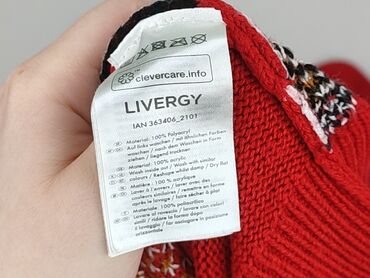 clevercare.info
LIVERGY
IAN 363406_2101
Material: 100% Polyacryl
Auf links waschen / mit ähnlichen Farben
waschen / nach dem Waschen in Form
ziehen / liegend trocknen
Material: 100% acrylic
Wash inside out / Wash with similar
colours / Reshape whilst damp / Dry flat
Matière: 100% acrylique
Laver à l'envers / laver avec des
couleurs similaires / remettre en forme
après le lavage / faire sécher à plat
Materiale: 100% poliacrilico
Lavare a rovescio / lavare con colori
simili / ridare la forma dopo
il lavaggio / far asciugare in posizione
orizzontale